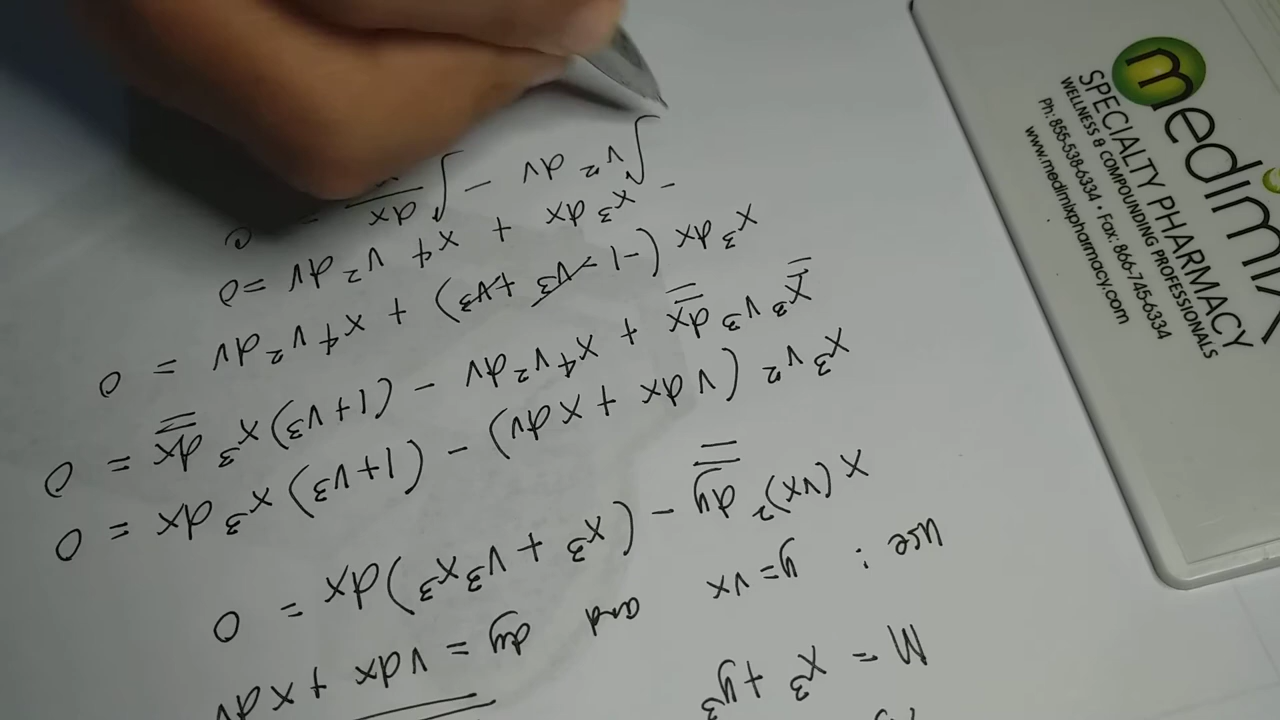 M = x³ + y³
use : y = vx and dy = v dx + x dv
x (vx)² dy − (x³ + v³x³) dx = 0
x³v² (v dx + x dv) − (1+v³) x³ dx = 0
x³v³ dx + x⁴v² dv − (1+v³) x³ dx = 0
x³ dx (−1 −v³ +v³) + x⁴v² dv = 0
− x³ dx + x⁴ v² dv = 0
∫ v² dv − ∫ dx
medimix
SPECIALTY PHARMACY
WELLNESS & COMPOUNDING PROFESSIONALS
Ph: 855-538-6334 • Fax: 866-745-6334
www.medimixpharmacy.com